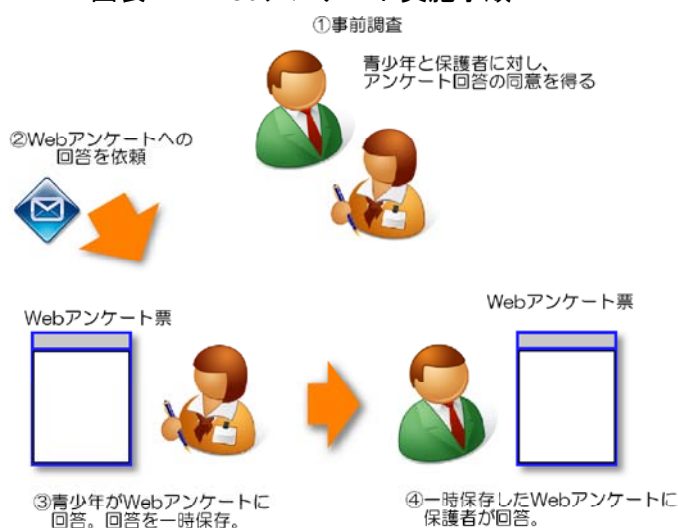 ①事前調査
青少年と保護者に対し、
アンケート回答の同意を得る
②Webアンケートへの
回答を依頼
Webアンケート票
Webアンケート票
③青少年がWebアンケートに
回答。回答を一時保存。
④一時保存したWebアンケートに
保護者が回答。